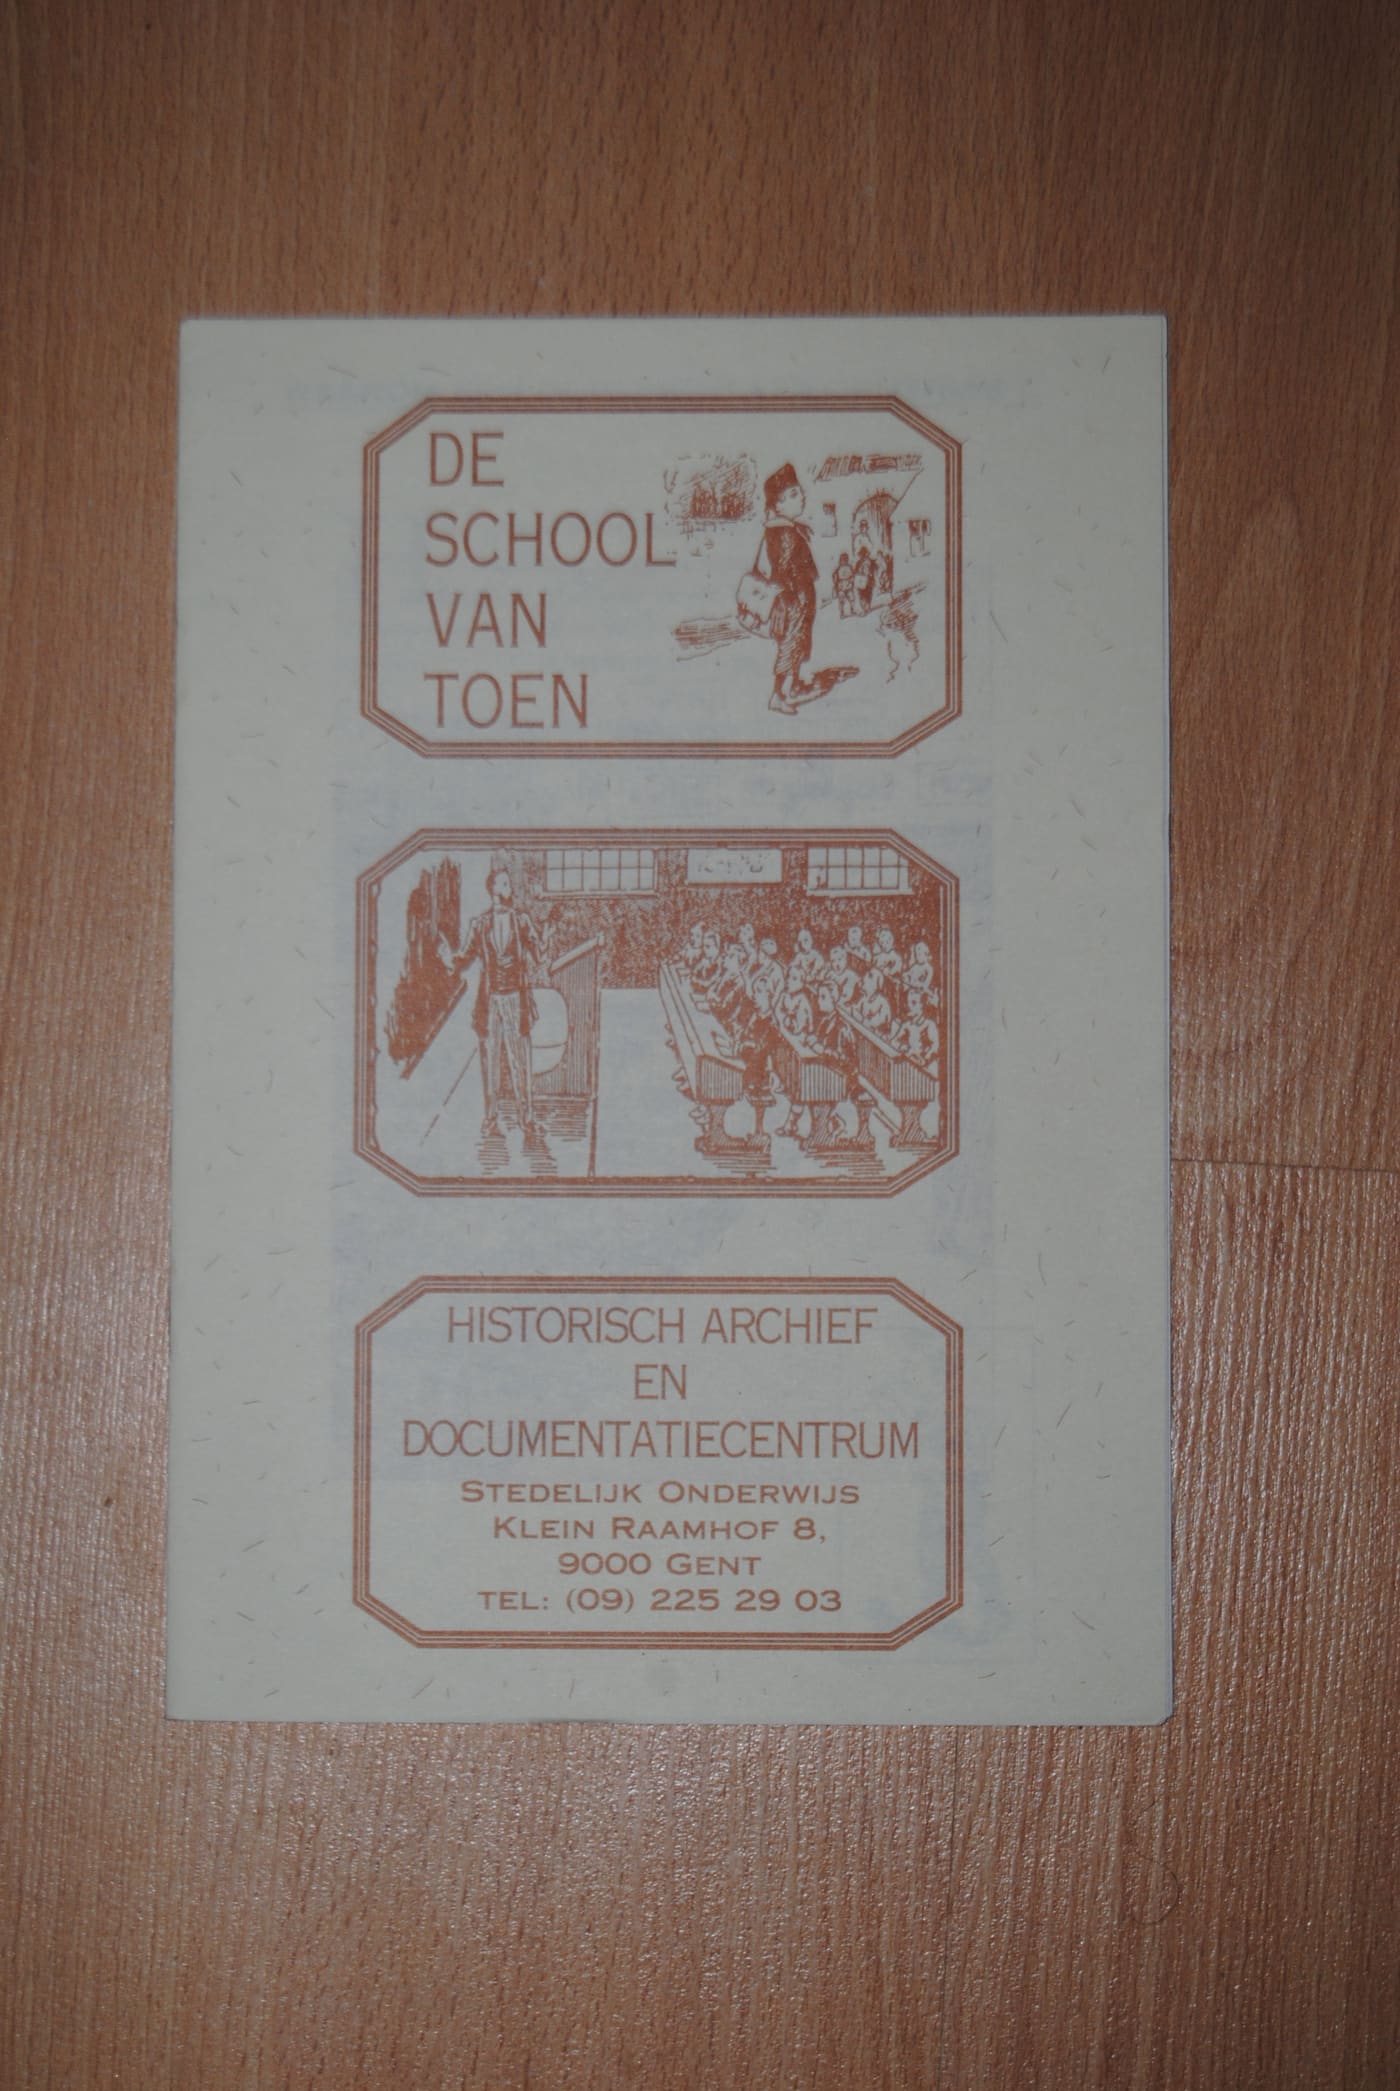 DE
SCHOOL
VAN
TOEN
HISTORISCH ARCHIEF
EN
DOCUMENTATIECENTRUM
STEDELIJK ONDERWIJS
KLEIN RAAMHOF 8,
9000 GENT
TEL: (09) 225 29 03